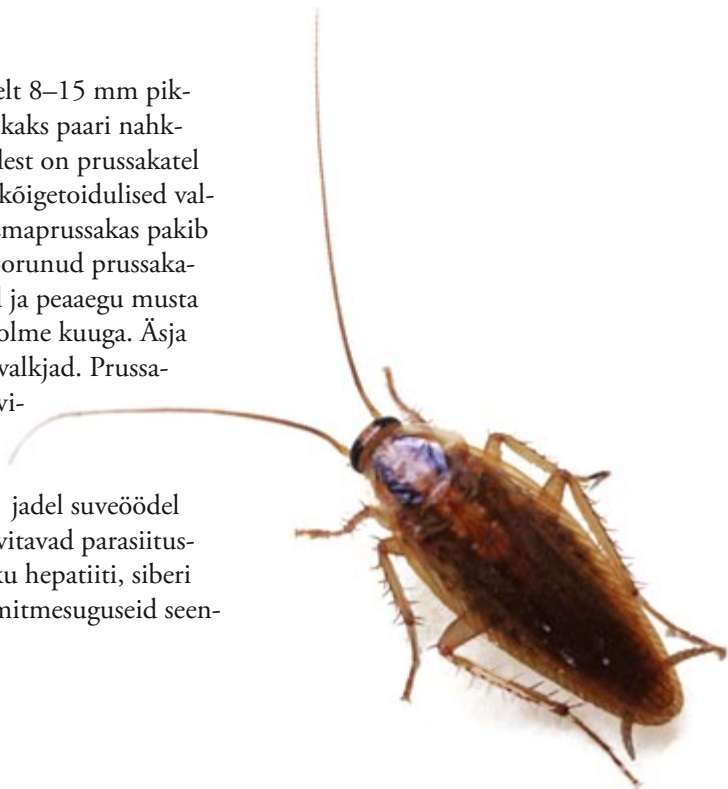 elt 8–15 mm pik-
kaks paari nahk-
lest on prussakatel
kõigetoidulised val-
maprussakas pakib
orunud prussaka-
l ja peaaegu musta
olme kuuga. Äsja
valkjad. Prussa-
vi-
jadel suveöödel
vitavad parasiitus-
ku hepatiiti, siberi
mitmesuguseid seen-